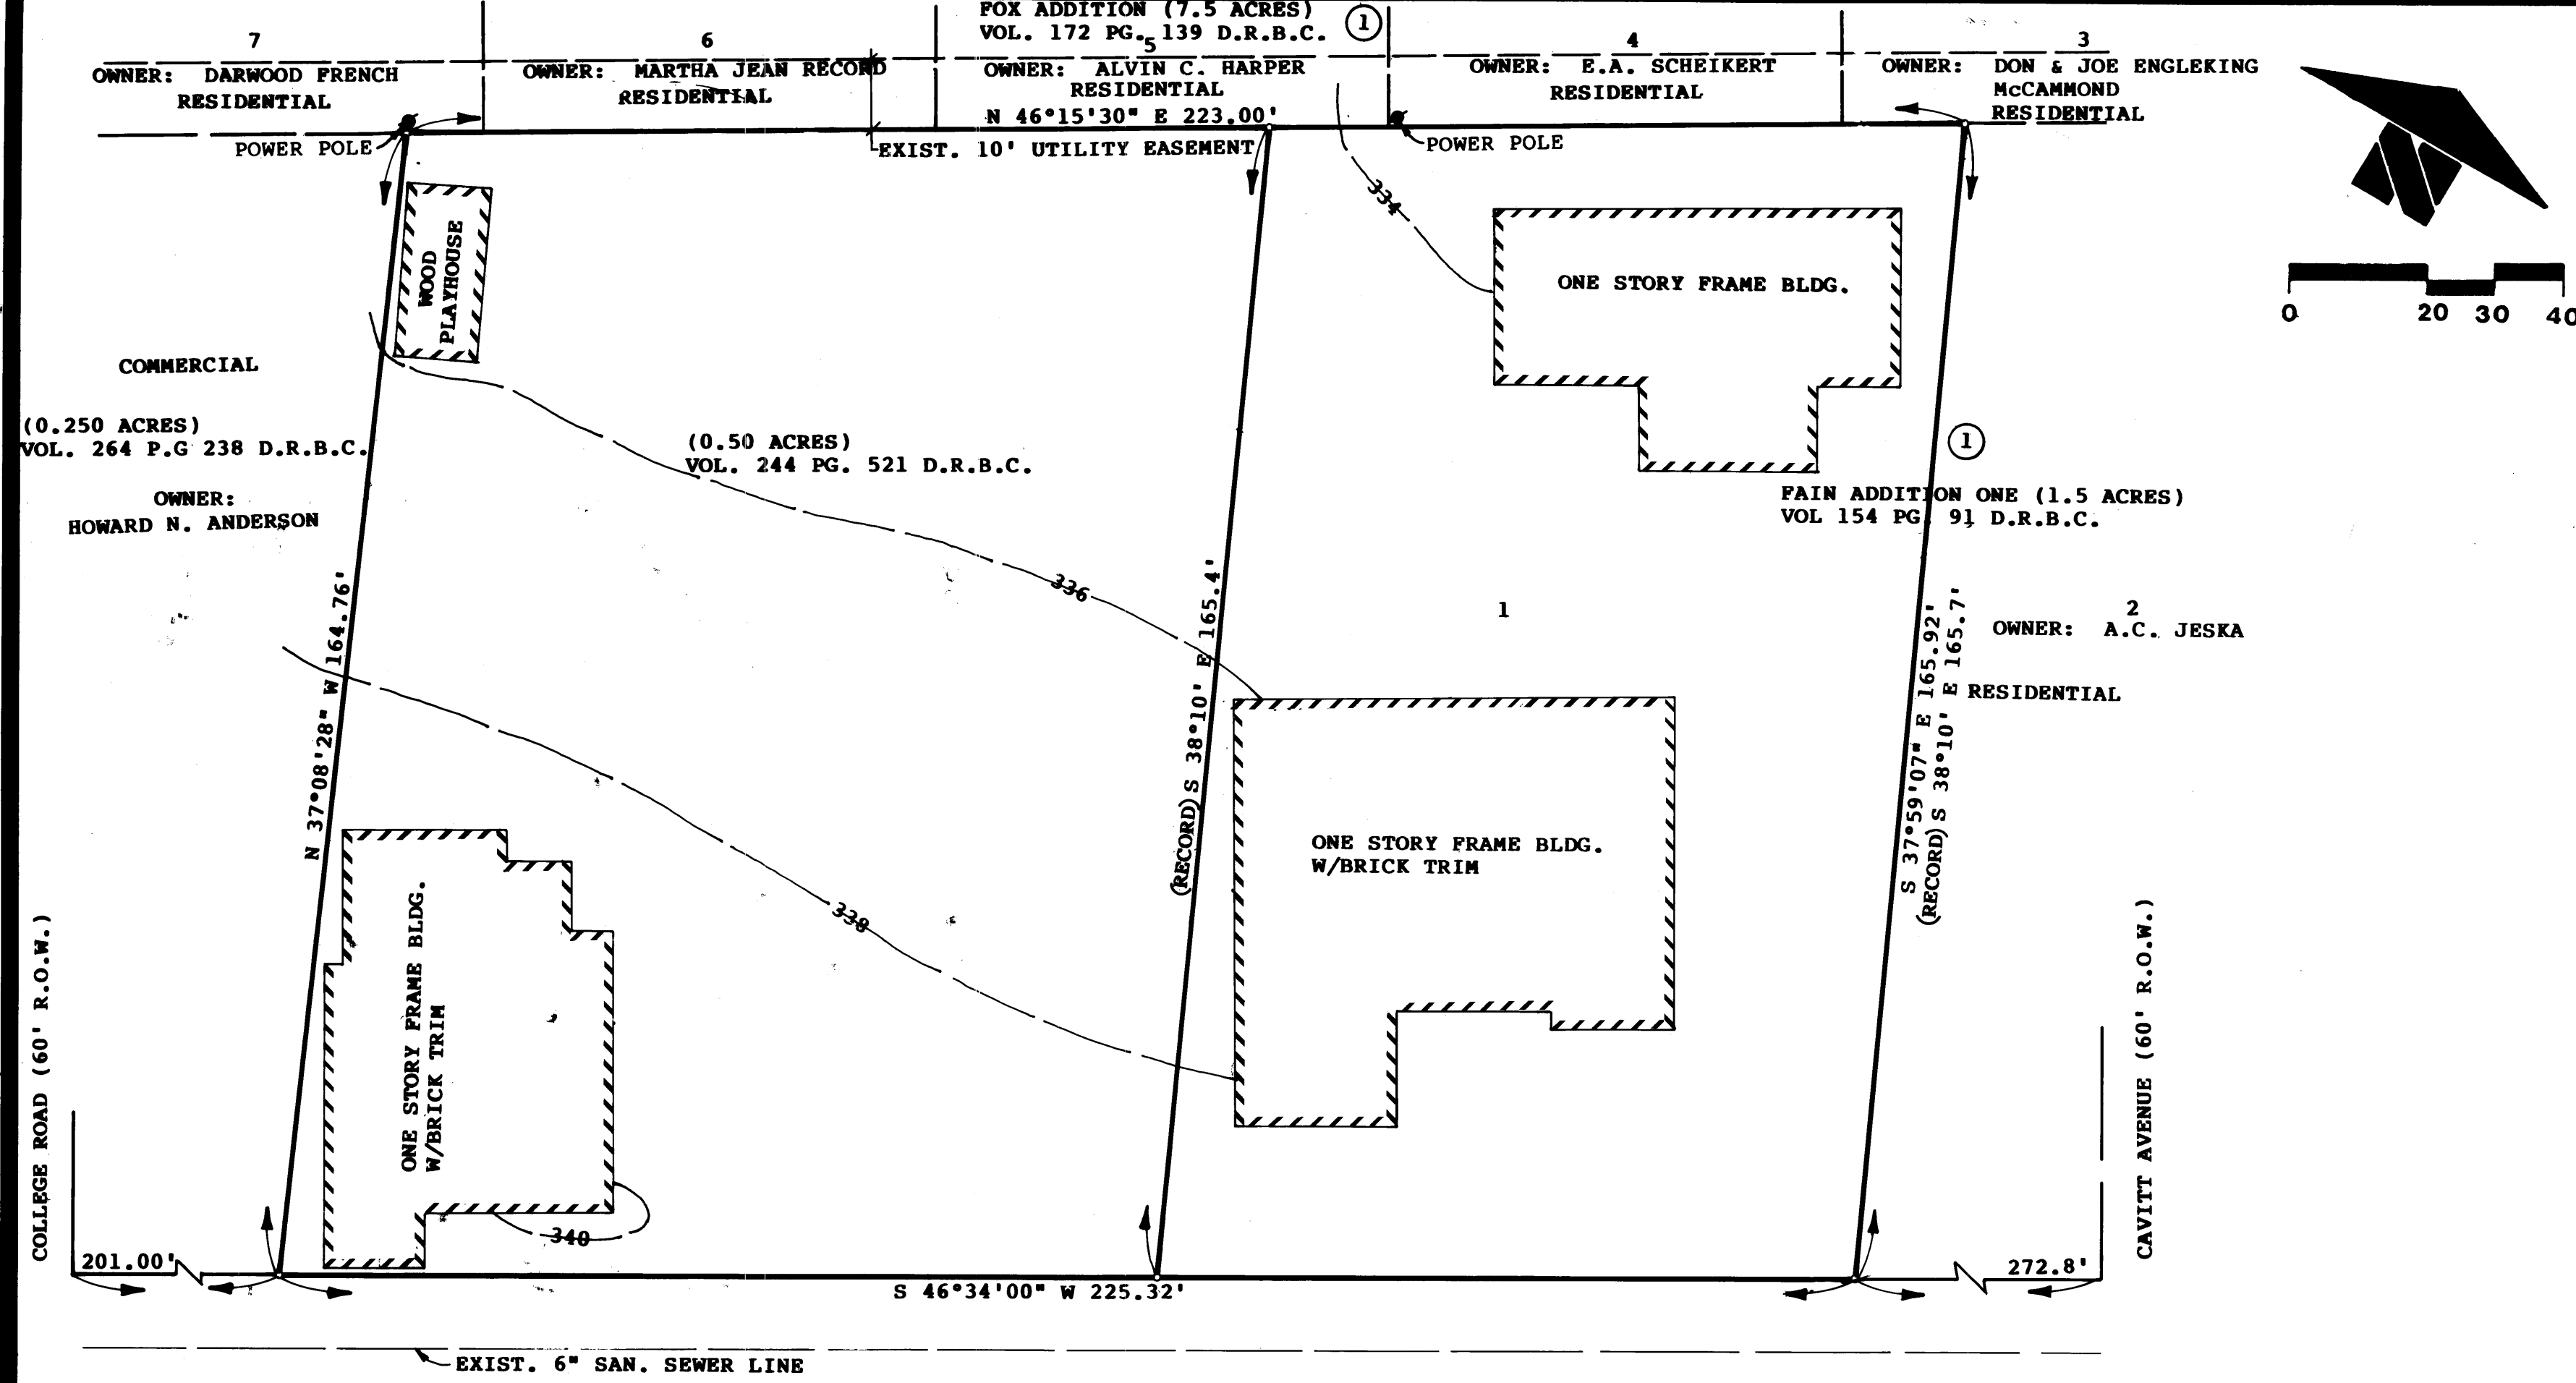 FOX ADDITION (7.5 ACRES)
VOL. 172 PG. 139 D.R.B.C.
1
7
OWNER: DARWOOD FRENCH
RESIDENTIAL
6
OWNER: MARTHA JEAN RECORD
RESIDENTIAL
5
OWNER: ALVIN C. HARPER
RESIDENTIAL
4
OWNER: E.A. SCHEIKERT
RESIDENTIAL
3
OWNER: DON & JOE ENGLEKING
McCAMMOND
RESIDENTIAL
N 46°15'30" E 223.00'
POWER POLE
EXIST. 10' UTILITY EASEMENT
POWER POLE
0 20 30 40
334
WOOD
PLAYHOUSE
ONE STORY FRAME BLDG.
COMMERCIAL
(0.250 ACRES)
VOL. 264 P.G 238 D.R.B.C.
OWNER:
HOWARD N. ANDERSON
(0.50 ACRES)
VOL. 244 PG. 521 D.R.B.C.
1
FAIN ADDITION ONE (1.5 ACRES)
VOL 154 PG 91 D.R.B.C.
336
1
2
OWNER: A.C. JESKA
RESIDENTIAL
N 37°08'28" W 164.76'
(RECORD) S 38°10' E 165.4'
S 37°59'07" E 165.92'
(RECORD) S 38°10' E 165.7'
338
ONE STORY FRAME BLDG.
W/BRICK TRIM
ONE STORY FRAME BLDG.
W/BRICK TRIM
340
COLLEGE ROAD (60' R.O.W.)
CAVITT AVENUE (60' R.O.W.)
201.00'
272.8'
S 46°34'00" W 225.32'
EXIST. 6" SAN. SEWER LINE